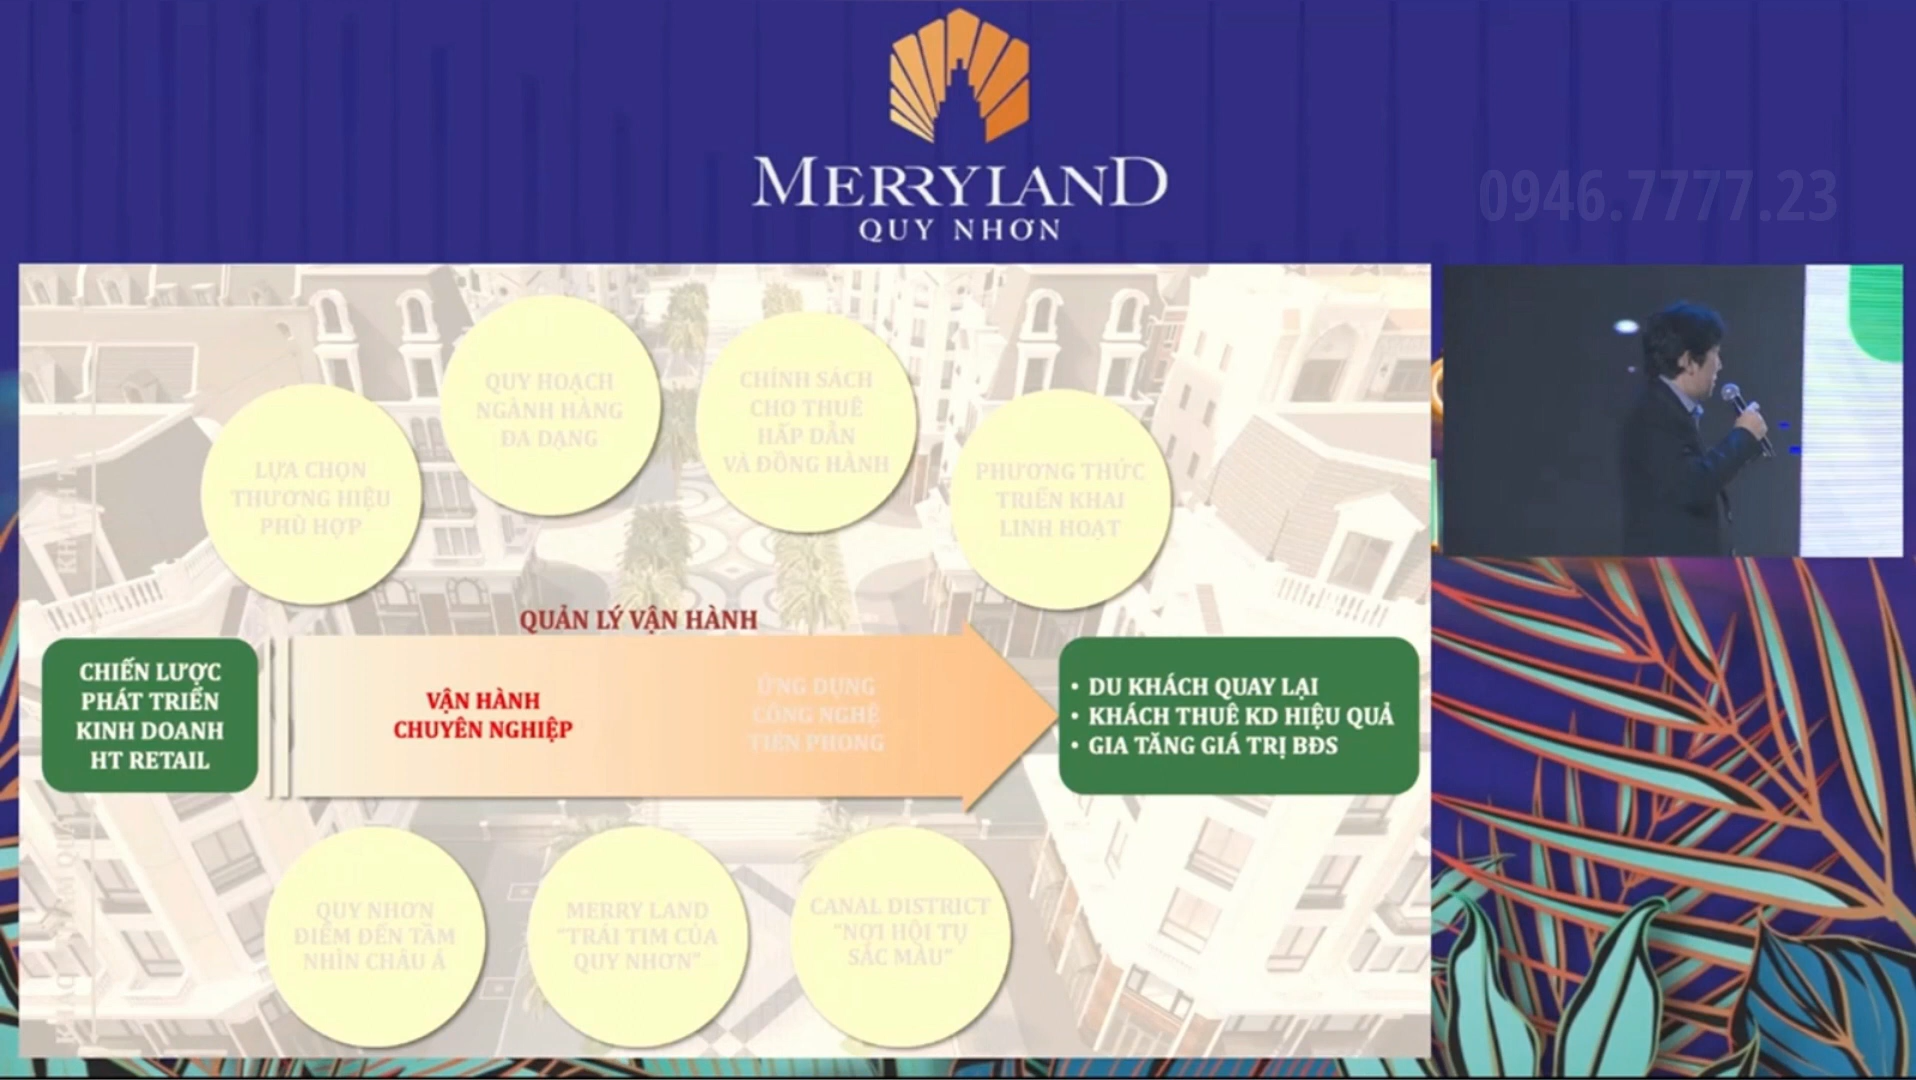 MERRYLAND
QUY NHƠN
0946.7777.23
QUY HOẠCH
NGÀNH HÀNG
ĐA DẠNG
CHÍNH SÁCH
CHO THUÊ
HẤP DẪN
VÀ ĐỒNG HÀNH
LỰA CHỌN
THƯƠNG HIỆU
PHÙ HỢP
PHƯƠNG THỨC
TRIỂN KHAI
LINH HOẠT
QUẢN LÝ VẬN HÀNH
CHIẾN LƯỢC
PHÁT TRIỂN
KINH DOANH
HT RETAIL
VẬN HÀNH
CHUYÊN NGHIỆP
ỨNG DỤNG
CÔNG NGHỆ
TIÊN PHONG
• DU KHÁCH QUAY LẠI
• KHÁCH THUÊ KD HIỆU QUẢ
• GIA TĂNG GIÁ TRỊ BĐS
QUY NHƠN
ĐIỂM ĐẾN TẦM
NHÌN CHÂU Á
MERRY LAND
"TRÁI TIM CỦA
QUY NHƠN"
CANAL DISTRICT
"NƠI HỘI TỤ
SẮC MÀU"